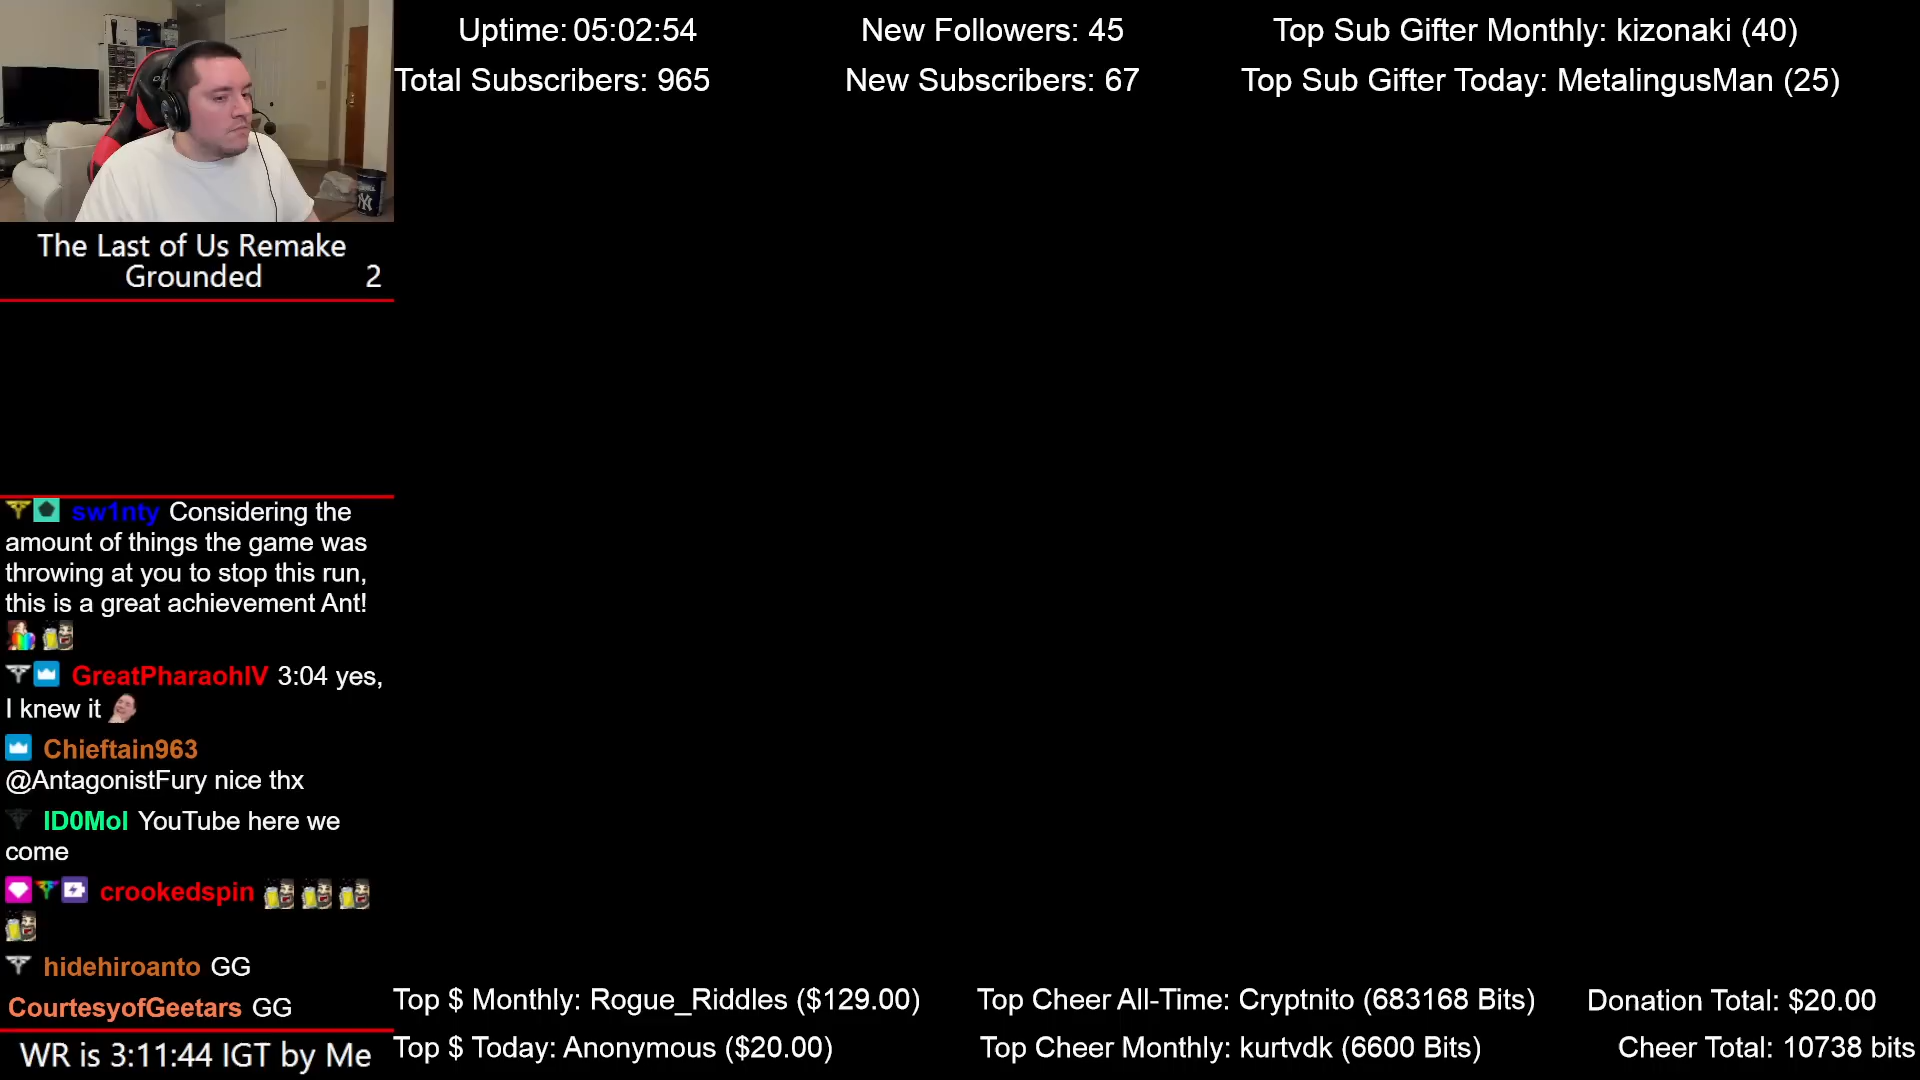 Uptime: 05:02:54
New Followers: 45
Top Sub Gifter Monthly: kizonaki (40)
Total Subscribers: 965
New Subscribers: 67
Top Sub Gifter Today: MetalingusMan (25)
The Last of Us Remake
Grounded 2
sw1nty Considering the
amount of things the game was
throwing at you to stop this run,
this is a great achievement Ant!
GreatPharaohIV 3:04 yes,
I knew it
Chieftain963
@AntagonistFury nice thx
ID0Mol YouTube here we
come
crookedspin
hidehiroanto GG
CourtesyofGeetars GG
WR is 3:11:44 IGT by Me
Top $ Monthly: Rogue_Riddles ($129.00)
Top Cheer All-Time: Cryptnito (683168 Bits)
Donation Total: $20.00
Top $ Today: Anonymous ($20.00)
Top Cheer Monthly: kurtvdk (6600 Bits)
Cheer Total: 10738 bits